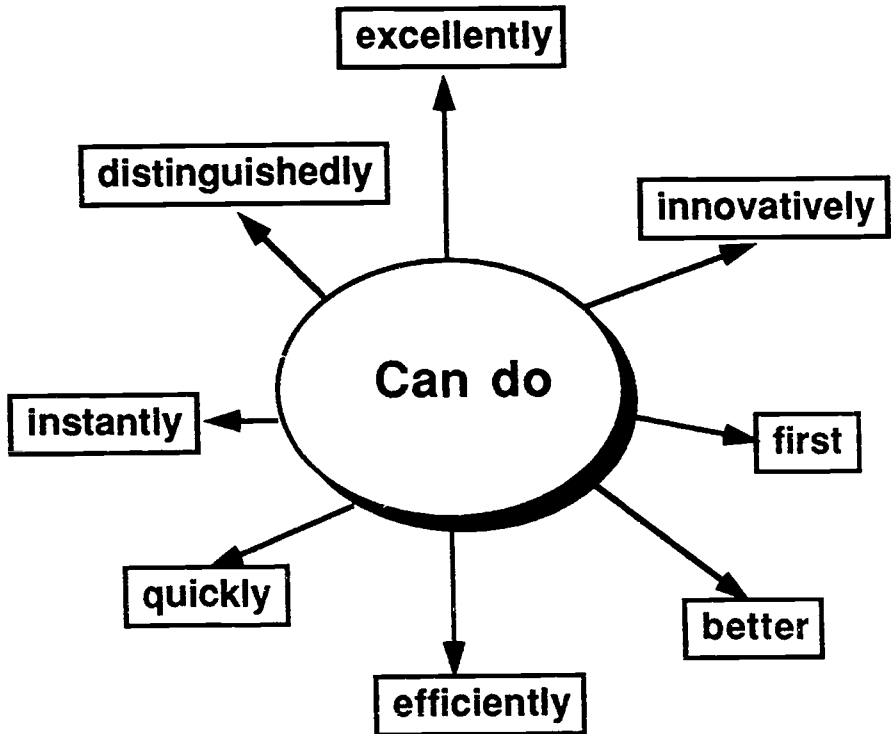 excellently
distinguishedly
innovatively
Can do
instantly
first
quickly
better
efficiently